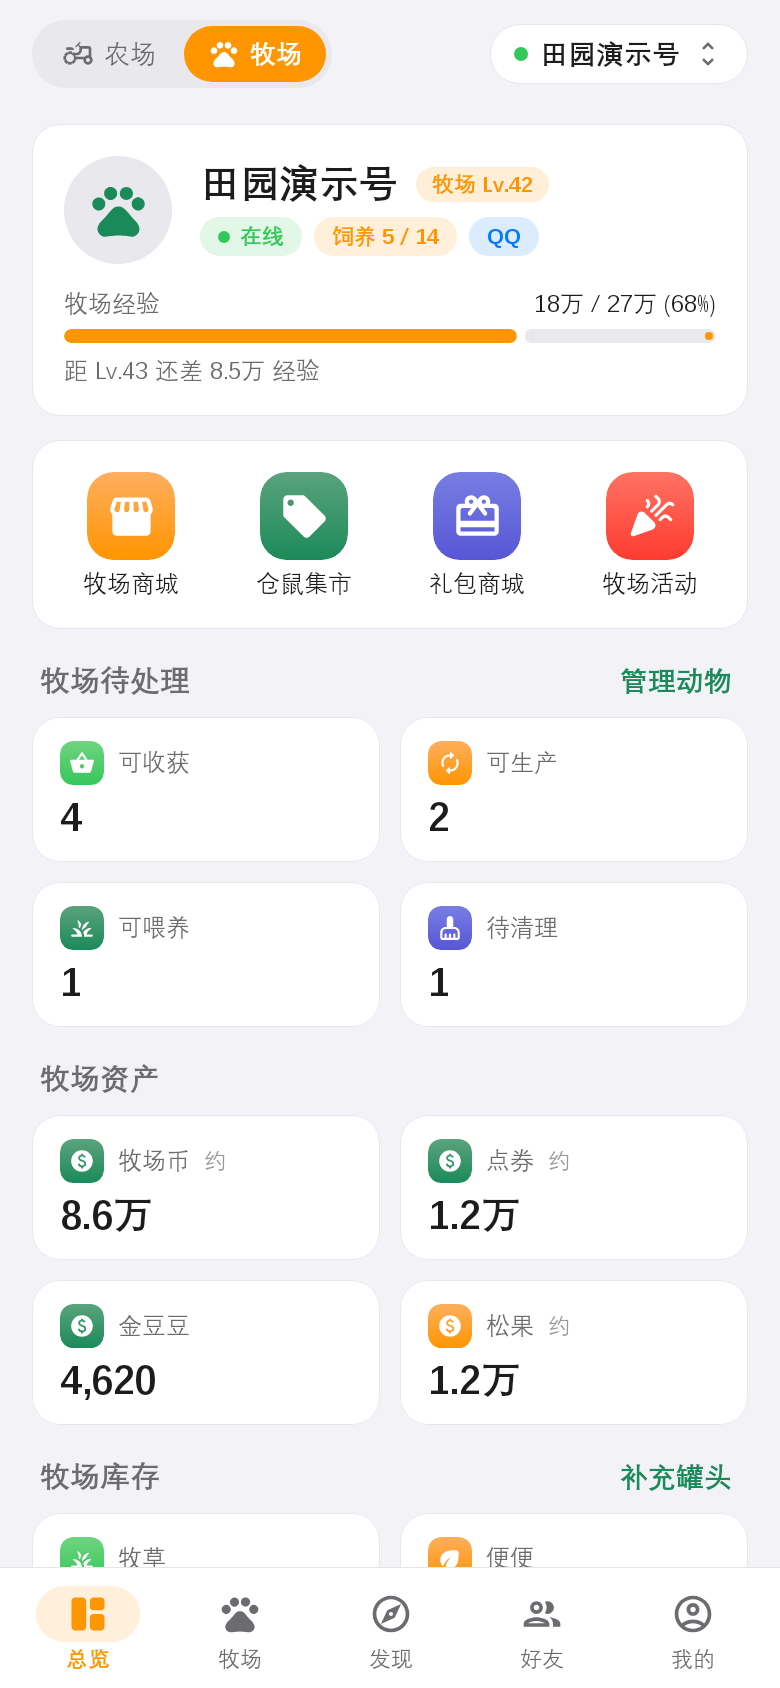 农场 牧场 田园演示号
田园演示号 牧场 Lv.42
在线 饲养 5 / 14 QQ
牧场经验 18万 / 27万 (68%)
距 Lv.43 还差 8.5万 经验
牧场商城 仓鼠集市 礼包商城 牧场活动
牧场待处理 管理动物
可收获 可生产
4 2
可喂养 待清理
1 1
牧场资产
牧场币 约 点券 约
8.6万 1.2万
金豆豆 松果 约
4,620 1.2万
牧场库存 补充罐头
牧草 便便
总览 牧场 发现 好友 我的